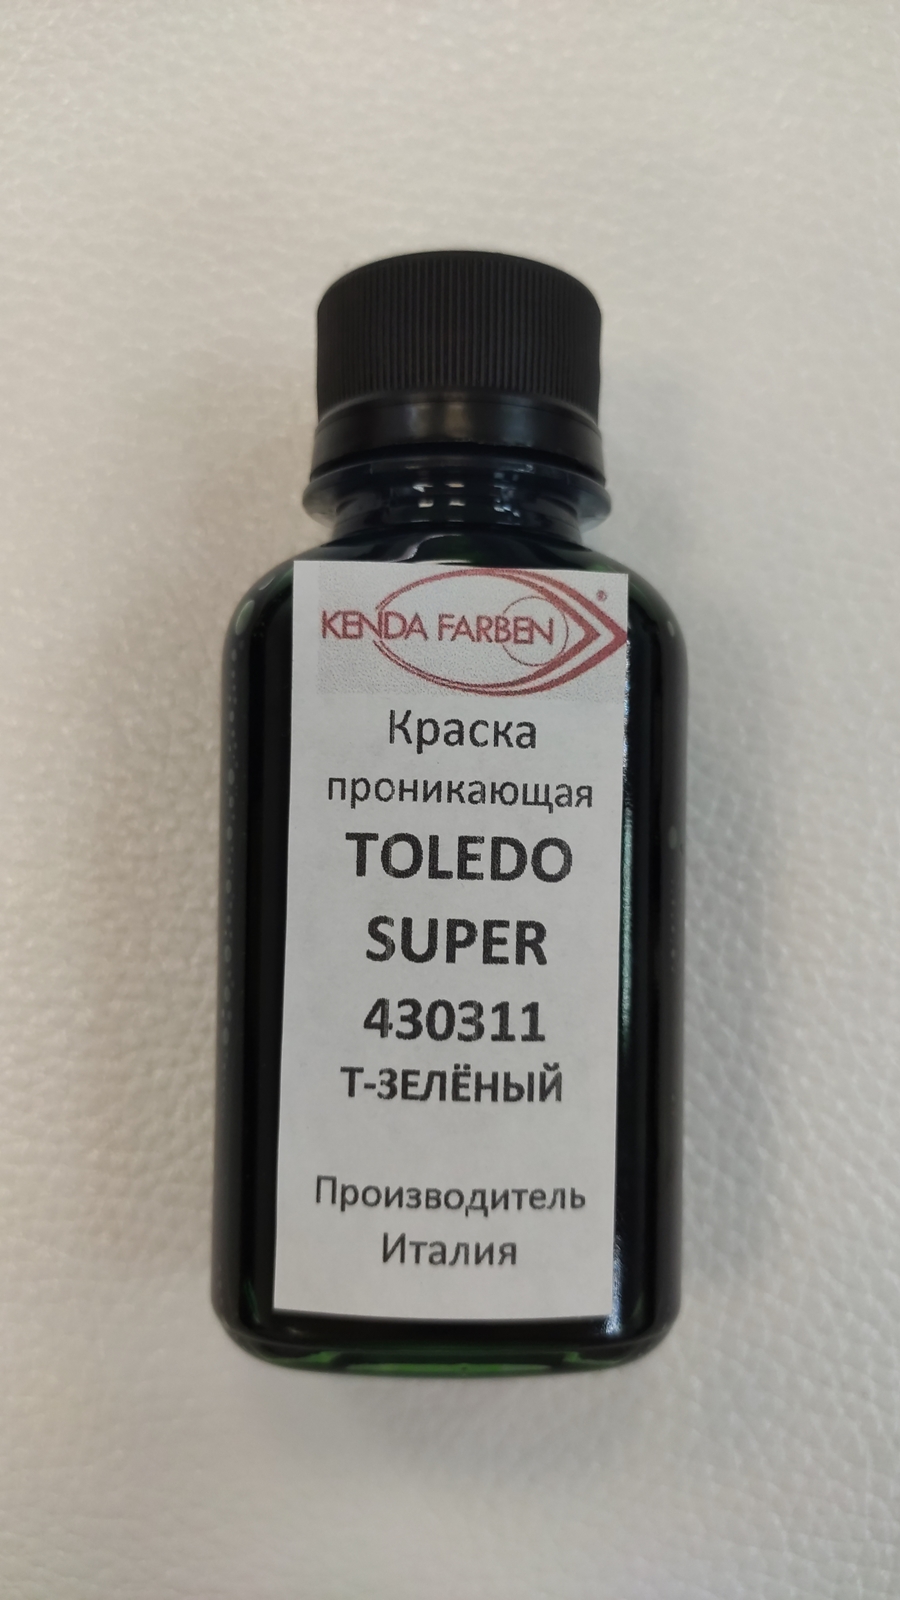 KENDA FARBEN ®
Краска
проникающая
TOLEDO
SUPER
430311
Т-ЗЕЛЁНЫЙ
Производитель
Италия